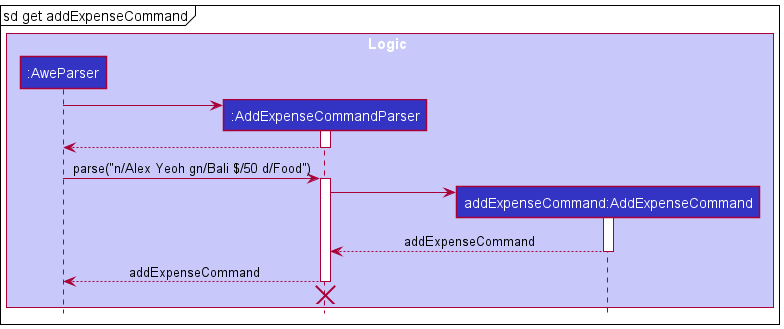 sd get addExpenseCommand
Logic
:AweParser
:AddExpenseCommandParser
parse("n/Alex Yeoh gn/Bali $/50 d/Food")
addExpenseCommand:AddExpenseCommand
addExpenseCommand
addExpenseCommand